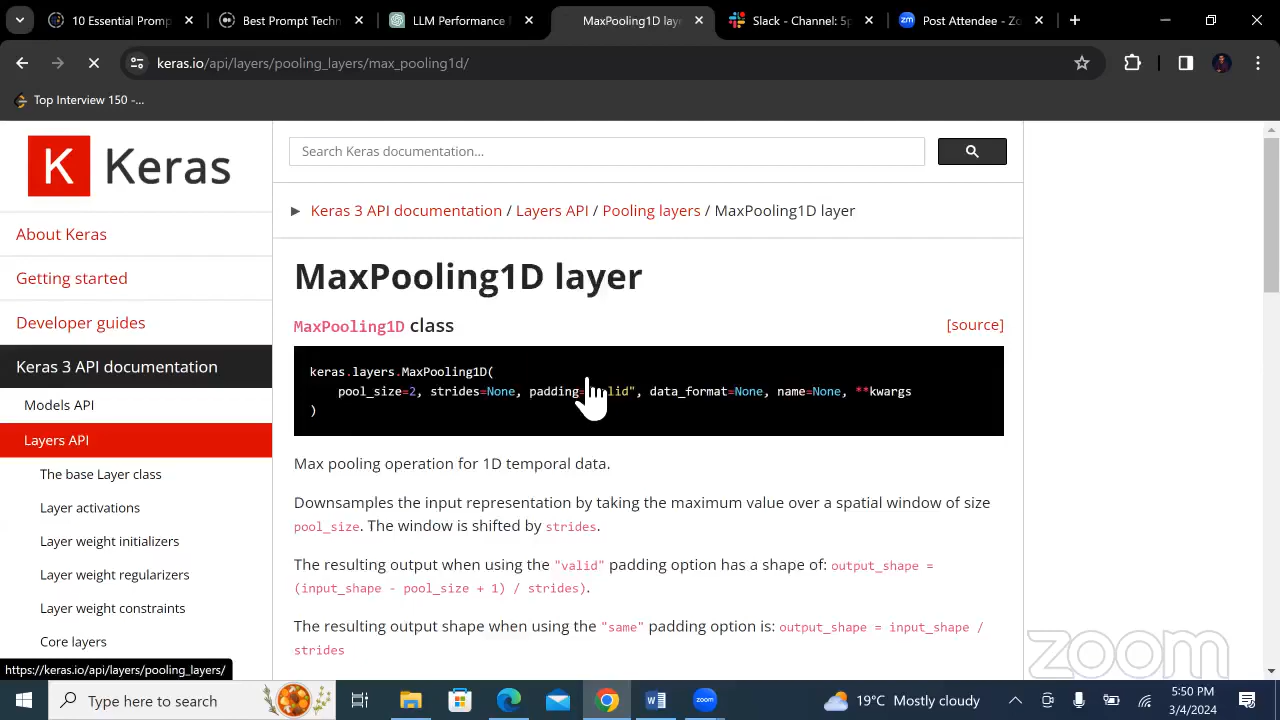 10 Essential Prompt
Best Prompt Techn
LLM Performance
MaxPooling1D lay
Slack - Channel: 5p
Post Attendee - Zo
keras.io/api/layers/pooling_layers/max_pooling1d/
Top Interview 150 -...
K Keras
Search Keras documentation...
▶ Keras 3 API documentation / Layers API / Pooling layers / MaxPooling1D layer
About Keras
Getting started
Developer guides
Keras 3 API documentation
Models API
Layers API
The base Layer class
Layer activations
Layer weight initializers
Layer weight regularizers
Layer weight constraints
Core layers
MaxPooling1D layer
MaxPooling1D class
[source]
keras.layers.MaxPooling1D(
pool_size=2, strides=None, padding= lid", data_format=None, name=None, **kwargs
)
Max pooling operation for 1D temporal data.
Downsamples the input representation by taking the maximum value over a spatial window of size
pool_size. The window is shifted by strides.
The resulting output when using the "valid" padding option has a shape of: output_shape =
(input_shape - pool_size + 1) / strides).
The resulting output shape when using the "same" padding option is: output_shape = input_shape /
strides
zoom
https://keras.io/api/layers/pooling_layers/
Type here to search
zoom
19°C Mostly cloudy
5:50 PM
3/4/2024